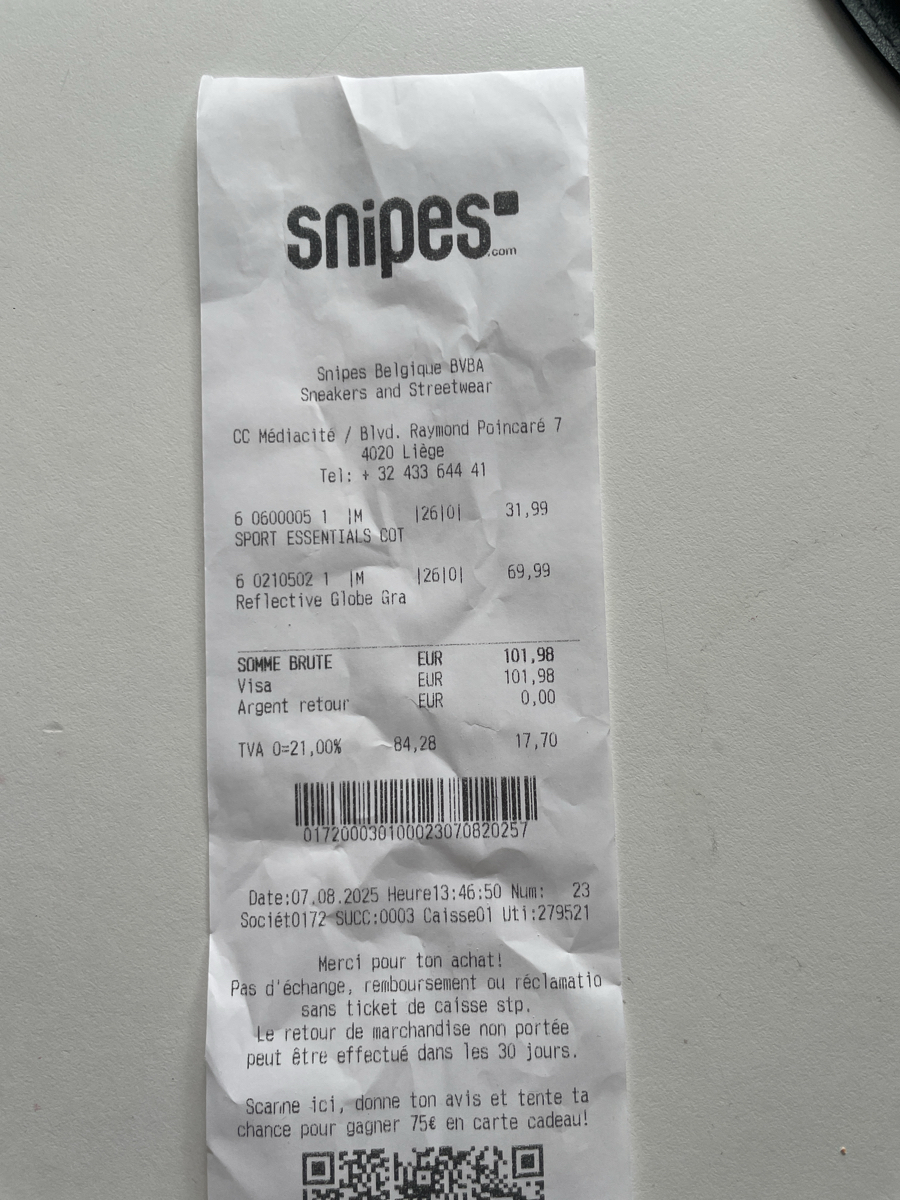 snipes
.com
Snipes Belgique BVBA
Sneakers and Streetwear
CC Médiacité / Blvd. Raymond Poincaré 7
4020 Liège
Tel: + 32 433 644 41
6 0600005 1 |M |26|0| 31,99
SPORT ESSENTIALS COT
6 0210502 1 |M |26|0| 69,99
Reflective Globe Gra
SOMME BRUTE EUR 101,98
Visa EUR 101,98
Argent retour EUR 0,00
TVA 0=21,00% 84,28 17,70
017200030100023070820257
Date:07.08.2025 Heure13:46:50 Num: 23
Sociét0172 SUCC:0003 Caisse01 Uti:279521
Merci pour ton achat!
Pas d'échange, remboursement ou réclamatio
sans ticket de caisse stp.
Le retour de marchandise non portée
peut être effectué dans les 30 jours.
Scanne ici, donne ton avis et tente ta
chance pour gagner 75€ en carte cadeau!